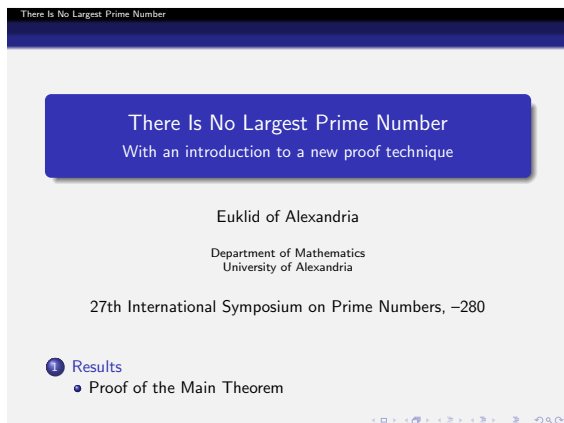 There Is No Largest Prime Number
There Is No Largest Prime Number
With an introduction to a new proof technique
Euklid of Alexandria
Department of Mathematics
University of Alexandria
27th International Symposium on Prime Numbers, –280
1 Results
Proof of the Main Theorem